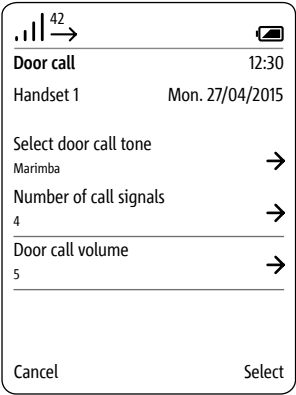 42
Door call 12:30
Handset 1 Mon. 27/04/2015
Select door call tone
Marimba
Number of call signals
4
Door call volume
5
Cancel Select